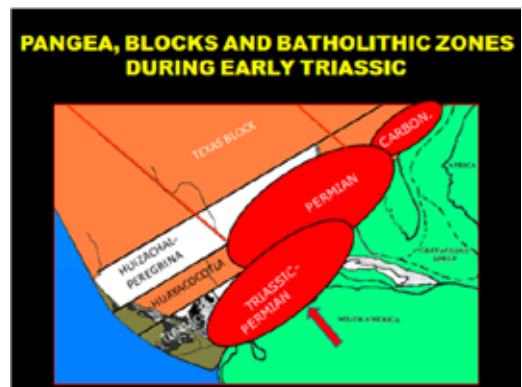 PANGEA, BLOCKS AND BATHOLITHIC ZONES
DURING EARLY TRIASSIC
TEXAS BLOCK
CARBON.
AFRICA
PERMIAN
HUIZACHAL-
PEREGRINA
HUAYACOCOTLA
TRIASSIC-
PERMIAN
SOUTH AMERICA